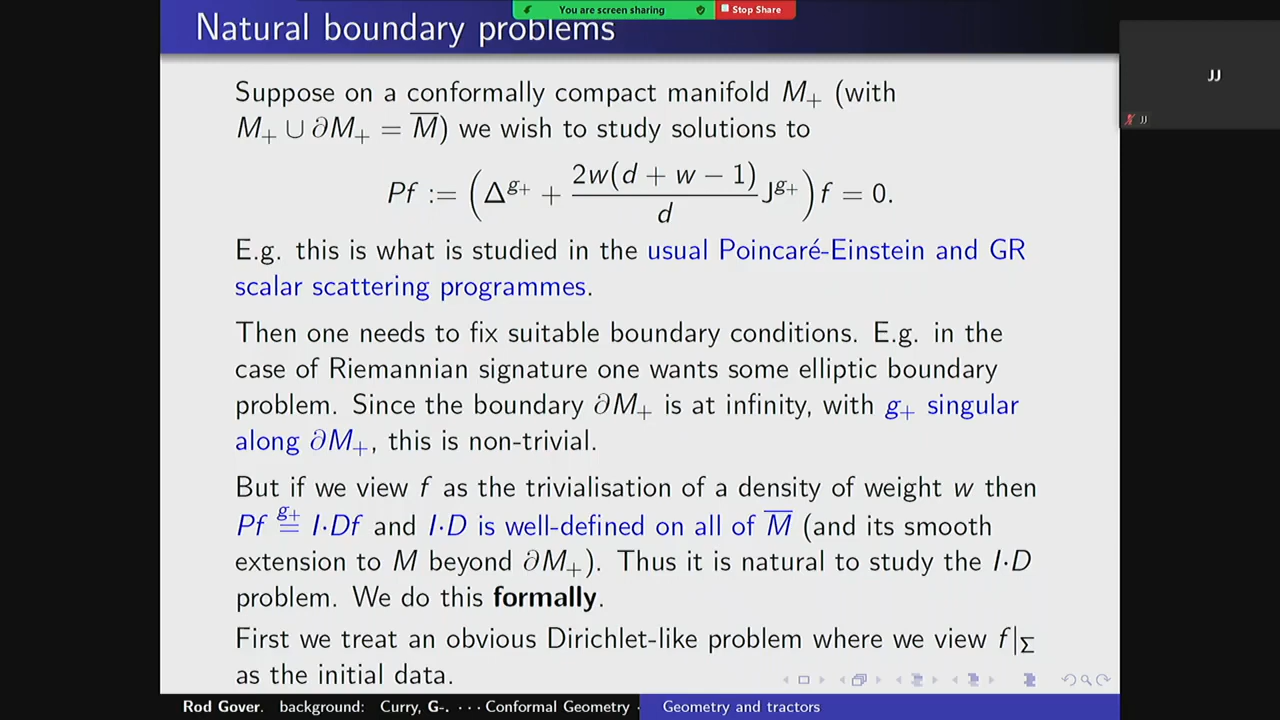 You are screen sharing
Stop Share
Natural boundary problems
JJ
JJ
Suppose on a conformally compact manifold M₊ (with
M₊ ∪ ∂M₊ = M̅) we wish to study solutions to
Pf := (Δ^{g₊} + \frac{2w(d + w − 1)}{d} J^{g₊}) f = 0.
E.g. this is what is studied in the usual Poincaré-Einstein and GR
scalar scattering programmes.
Then one needs to fix suitable boundary conditions. E.g. in the
case of Riemannian signature one wants some elliptic boundary
problem. Since the boundary ∂M₊ is at infinity, with g₊ singular
along ∂M₊, this is non-trivial.
But if we view f as the trivialisation of a density of weight w then
Pf \stackrel{g₊}{=} I·Df and I·D is well-defined on all of M̅ (and its smooth
extension to M beyond ∂M₊). Thus it is natural to study the I·D
problem. We do this formally.
First we treat an obvious Dirichlet-like problem where we view f|_Σ
as the initial data.
Rod Gover. background: Curry, G-. ··· Conformal Geometry · Geometry and tractors